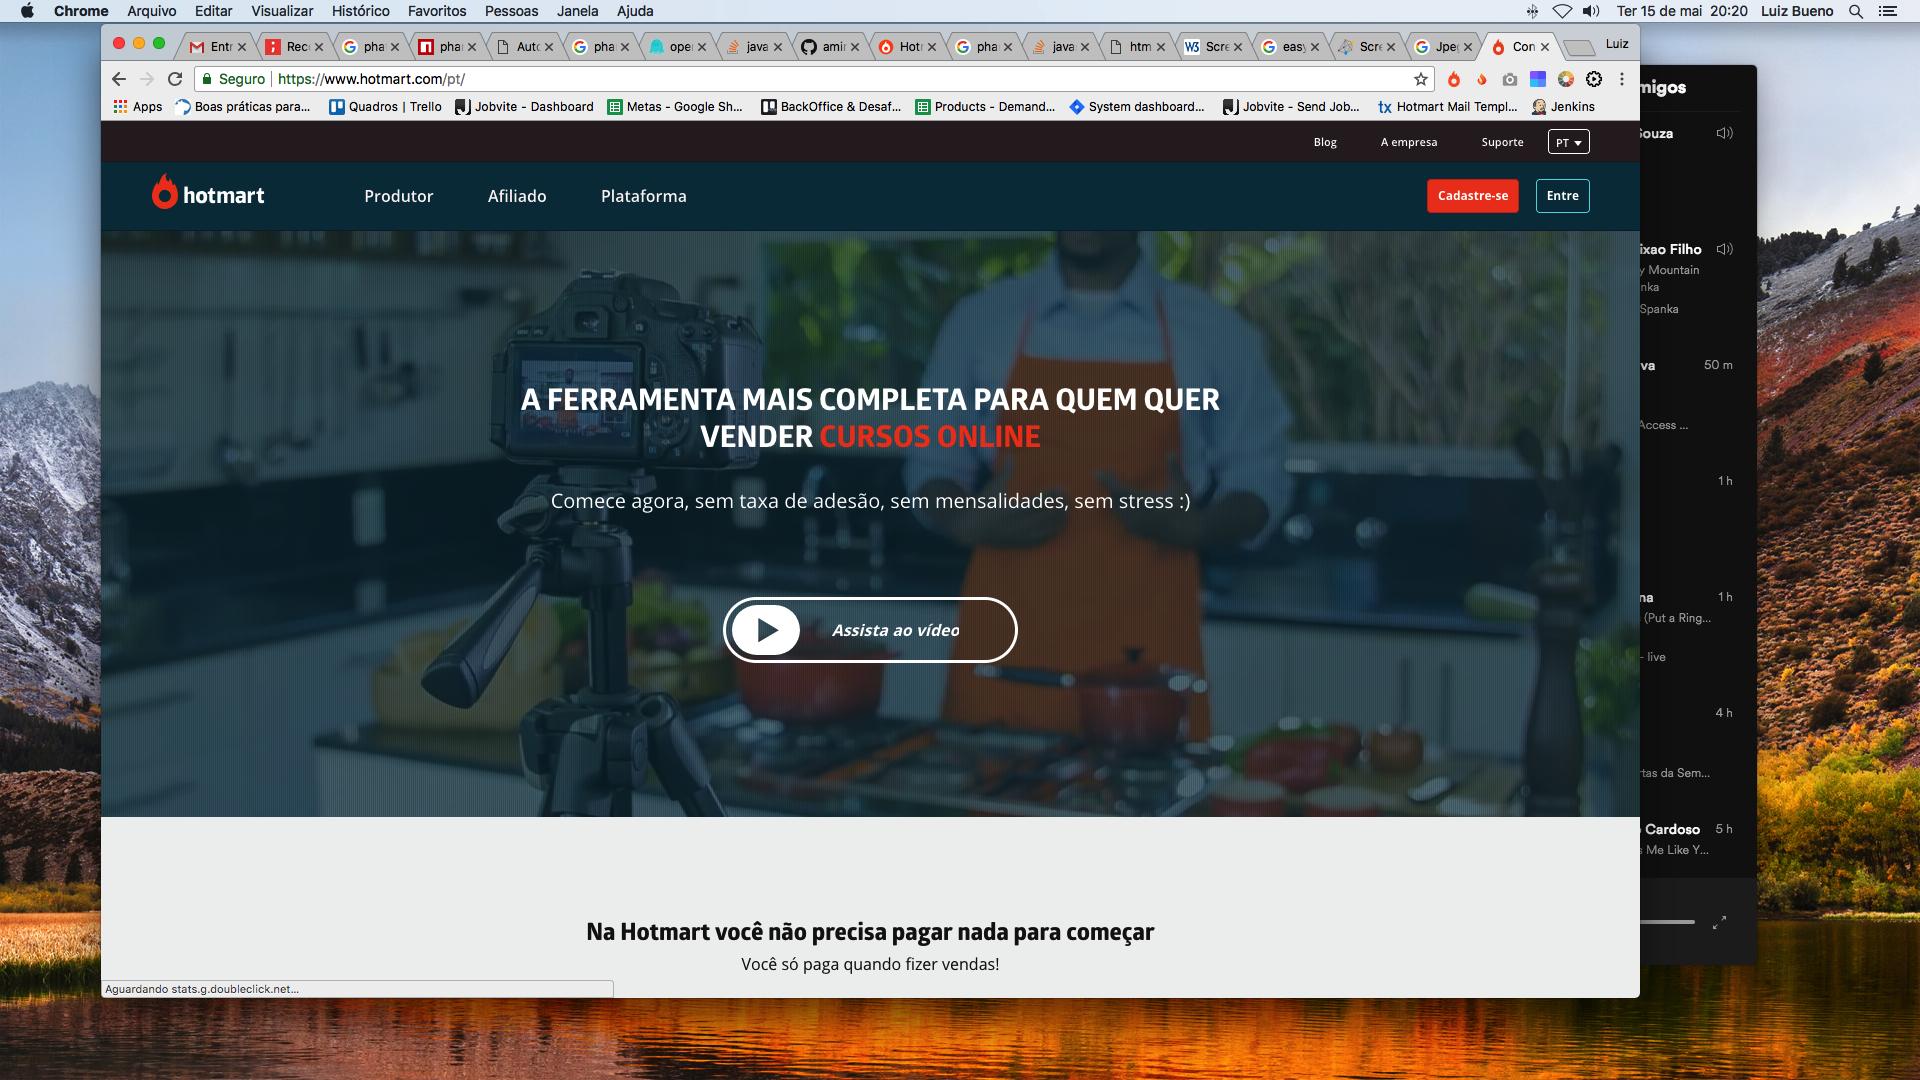 Chrome Arquivo Editar Visualizar Histórico Favoritos Pessoas Janela Ajuda Ter 15 de mai 20:20 Luiz Bueno
Entr Rec pha pha Auto pha ope java amir Hotr pha java htm W3 Scre easy Scre Jpeg Con Luiz
Seguro https://www.hotmart.com/pt/
Apps Boas práticas para... Quadros | Trello Jobvite - Dashboard Metas - Google Sh... BackOffice & Desaf... Products - Demand... System dashboard... Jobvite - Send Job... tx Hotmart Mail Templ... Jenkins
Blog A empresa Suporte PT
hotmart Produtor Afiliado Plataforma Cadastre-se Entre
A FERRAMENTA MAIS COMPLETA PARA QUEM QUER
VENDER CURSOS ONLINE
Comece agora, sem taxa de adesão, sem mensalidades, sem stress :)
Assista ao vídeo
Na Hotmart você não precisa pagar nada para começar
Você só paga quando fizer vendas!
Aguardando stats.g.doubleclick.net...
migos
Souza
ixao Filho
y Mountain
nka
Spanka
va 50 m
Access ...
1 h
na 1 h
(Put a Ring...
- live
4 h
rtas da Sem...
Cardoso 5 h
s Me Like Y...